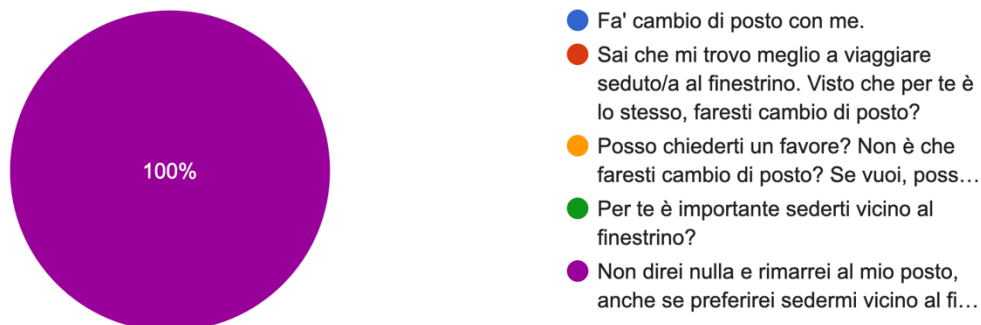 100%
Fa' cambio di posto con me.
Sai che mi trovo meglio a viaggiare
seduto/a al finestrino. Visto che per te è
lo stesso, faresti cambio di posto?
Posso chiederti un favore? Non è che
faresti cambio di posto? Se vuoi, poss…
Per te è importante sederti vicino al
finestrino?
Non direi nulla e rimarrei al mio posto,
anche se preferirei sedermi vicino al fi…